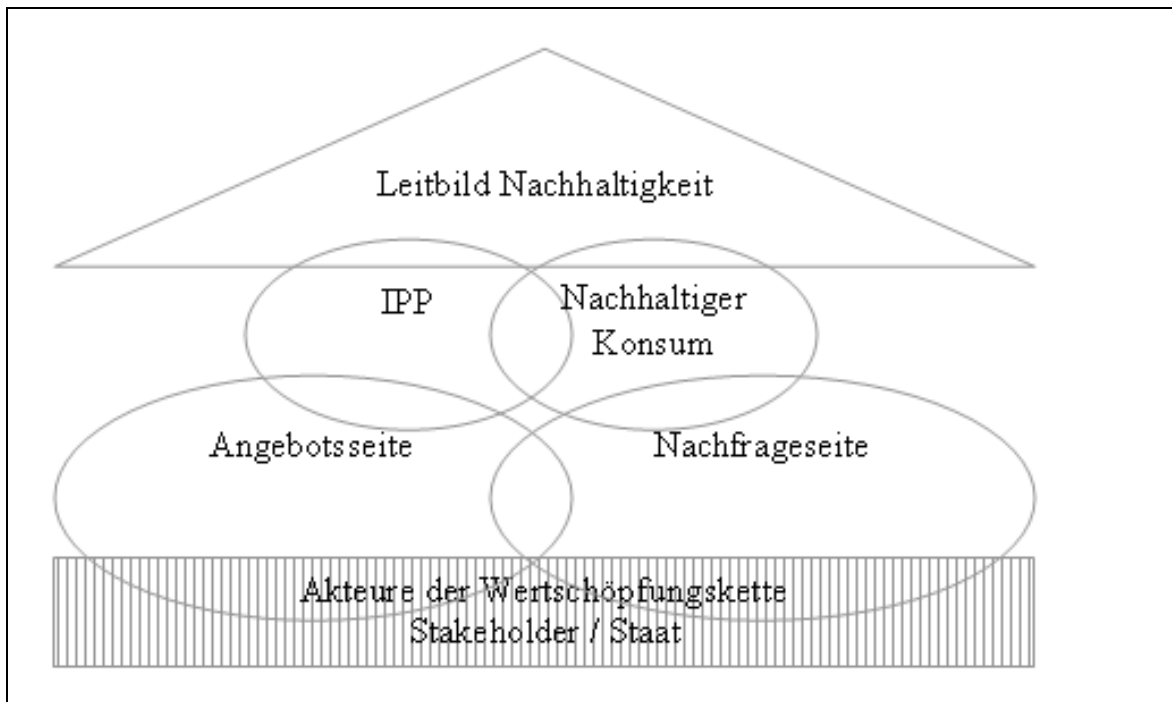 Leitbild Nachhaltigkeit
IPP
Nachhaltiger
Konsum
Angebotsseite
Nachfrageseite
Akteure der Wertschöpfungskette
Stakeholder / Staat